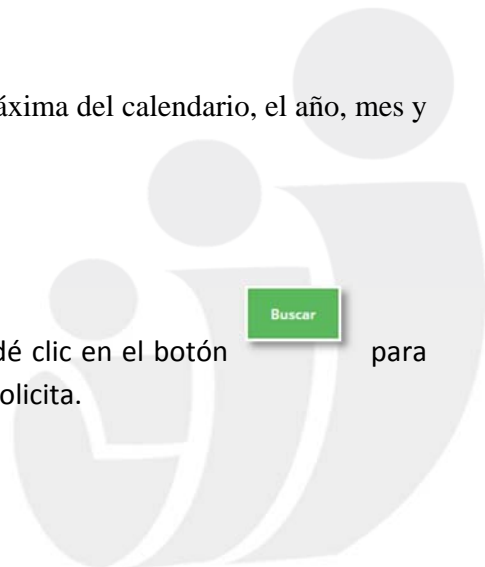 áxima del calendario, el año, mes y
Buscar
dé clic en el botón para
olicita.